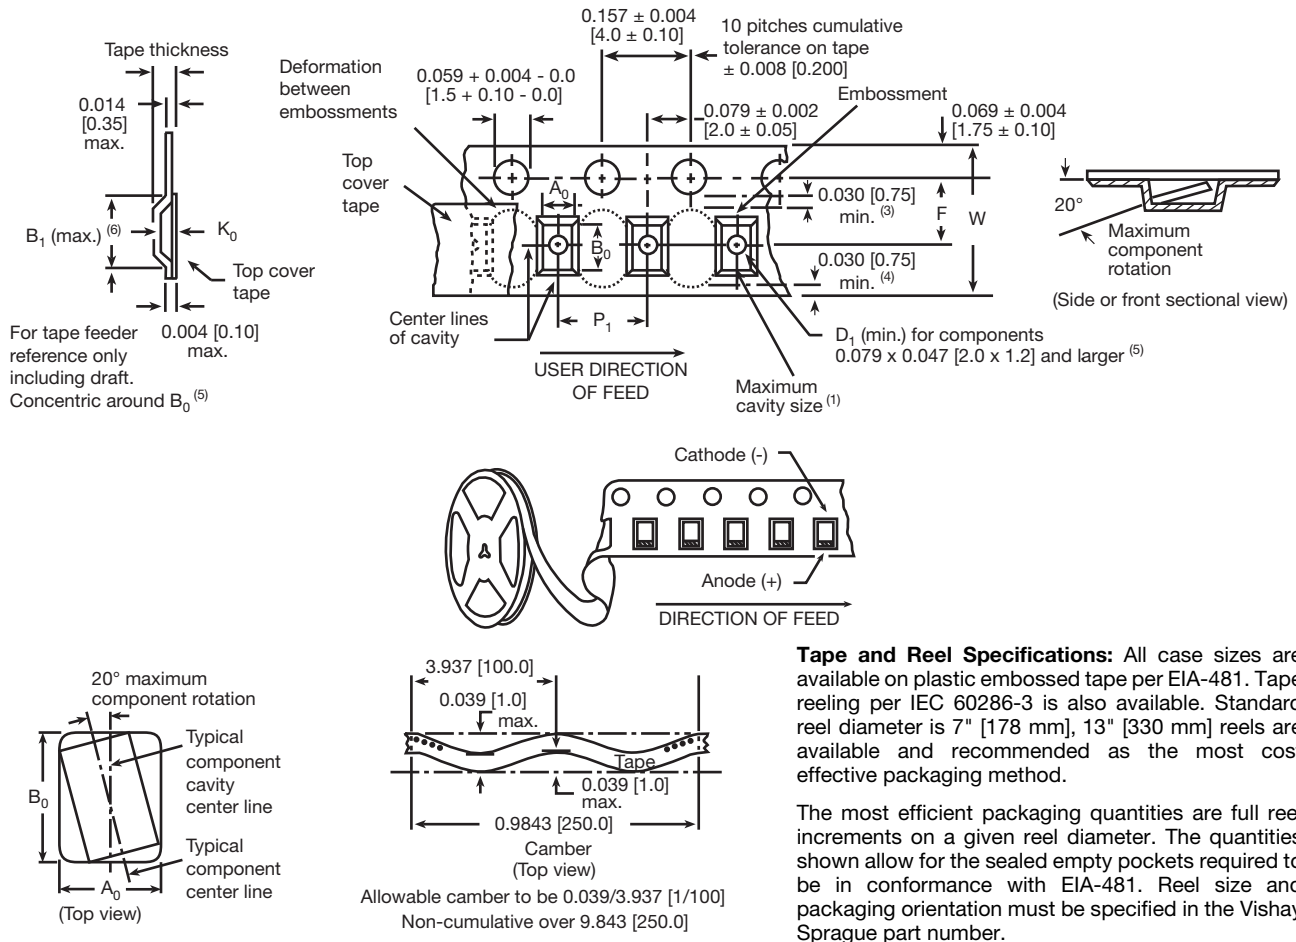 0.157 ± 0.004
[4.0 ± 0.10]
10 pitches cumulative
tolerance on tape
± 0.008 [0.200]
Tape thickness
Deformation
between
embossments
0.059 + 0.004 - 0.0
[1.5 + 0.10 - 0.0]
0.079 ± 0.002
[2.0 ± 0.05]
Embossment
0.069 ± 0.004
[1.75 ± 0.10]
0.014
[0.35]
max.
Top
cover
tape
A0
B0
0.030 [0.75]
min. (3)
F
W
20°
Maximum
component
rotation
(Side or front sectional view)
B1 (max.) (6)
K0
Top cover
tape
0.030 [0.75]
min. (4)
Center lines
of cavity
P1
D1 (min.) for components
0.079 x 0.047 [2.0 x 1.2] and larger (5)
For tape feeder
reference only
including draft.
Concentric around B0 (5)
0.004 [0.10]
max.
USER DIRECTION
OF FEED
Maximum
cavity size (1)
Cathode (-)
Anode (+)
DIRECTION OF FEED
20° maximum
component rotation
Typical
component
cavity
center line
B0
Typical
component
center line
A0
(Top view)
3.937 [100.0]
0.039 [1.0]
max.
Tape
0.039 [1.0]
max.
0.9843 [250.0]
Camber
(Top view)
Allowable camber to be 0.039/3.937 [1/100]
Non-cumulative over 9.843 [250.0]
Tape and Reel Specifications: All case sizes are
available on plastic embossed tape per EIA-481. Tape
reeling per IEC 60286-3 is also available. Standard
reel diameter is 7" [178 mm], 13" [330 mm] reels are
available and recommended as the most cost
effective packaging method.
The most efficient packaging quantities are full ree
increments on a given reel diameter. The quantities
shown allow for the sealed empty pockets required to
be in conformance with EIA-481. Reel size and
packaging orientation must be specified in the Vishay
Sprague part number.